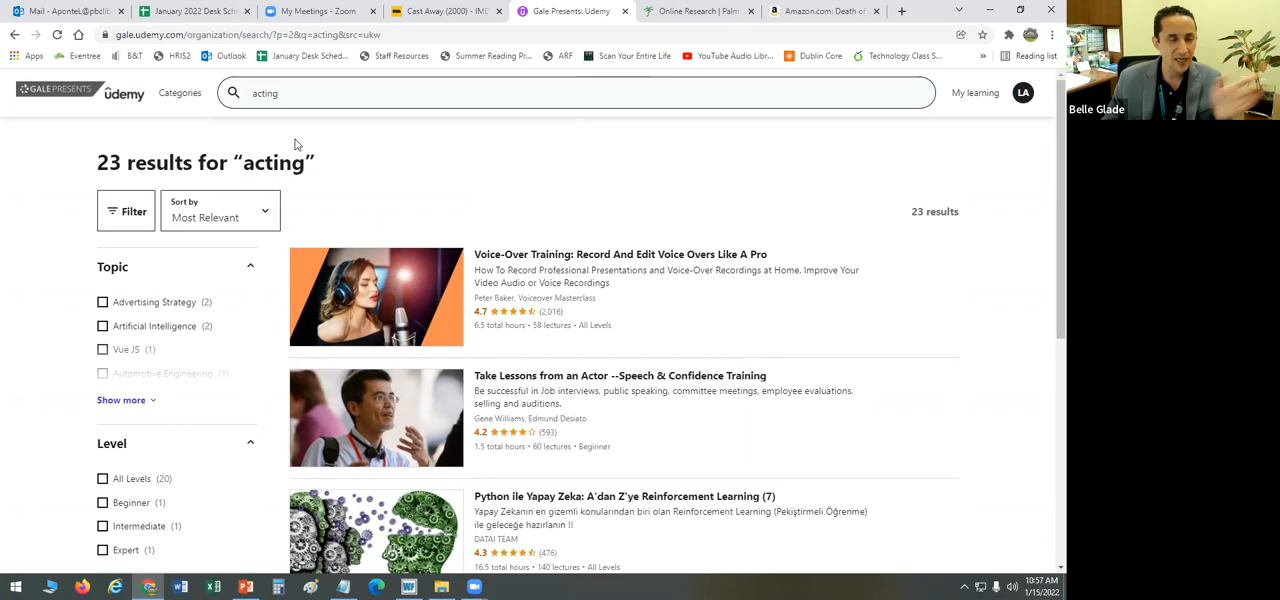 Mail - AponteL@pbclib
January 2022 Desk Sch
My Meetings - Zoom
Cast Away (2000) - IM
Gale Presents: Udemy
Online Research | Palm
Amazon.com: Death of
gale.udemy.com/organization/search/?p=2&q=acting&src=ukw
Apps
Eventree
B&T
HRIS2
Outlook
January Desk Sched...
Staff Resources
Summer Reading Pr...
ARF
Scan Your Entire Life
YouTube Audio Libr...
Dublin Core
Technology Class S...
Reading list
GALE PRESENTS
udemy
Categories
acting
My learning
LA
Belle Glade
23 results for “acting”
Filter
Sort by
Most Relevant
23 results
Topic
Advertising Strategy (2)
Artificial Intelligence (2)
Vue JS (1)
Automotive Engineering (1)
Show more
Level
All Levels (20)
Beginner (1)
Intermediate (1)
Expert (1)
Voice-Over Training: Record And Edit Voice Overs Like A Pro
How To Record Professional Presentations and Voice-Over Recordings at Home. Improve Your
Video Audio or Voice Recordings
Peter Baker, Voiceover Masterclass
4.7 (2,016)
6.5 total hours • 58 lectures • All Levels
Take Lessons from an Actor --Speech & Confidence Training
Be successful in Job interviews, public speaking, committee meetings, employee evaluations,
selling and auditions.
Gene Williams, Edmund Desiato
4.2 (593)
1.5 total hours • 60 lectures • Beginner
Python ile Yapay Zeka: A'dan Z'ye Reinforcement Learning (7)
Yapay Zekanın en gizemli konularından biri olan Reinforcement Learning (Pekiştirmeli Öğrenme)
ile geleceğe hazırlanın !!
DATAI TEAM
4.3 (476)
16.5 total hours • 140 lectures • All Levels
10:57 AM
1/15/2022